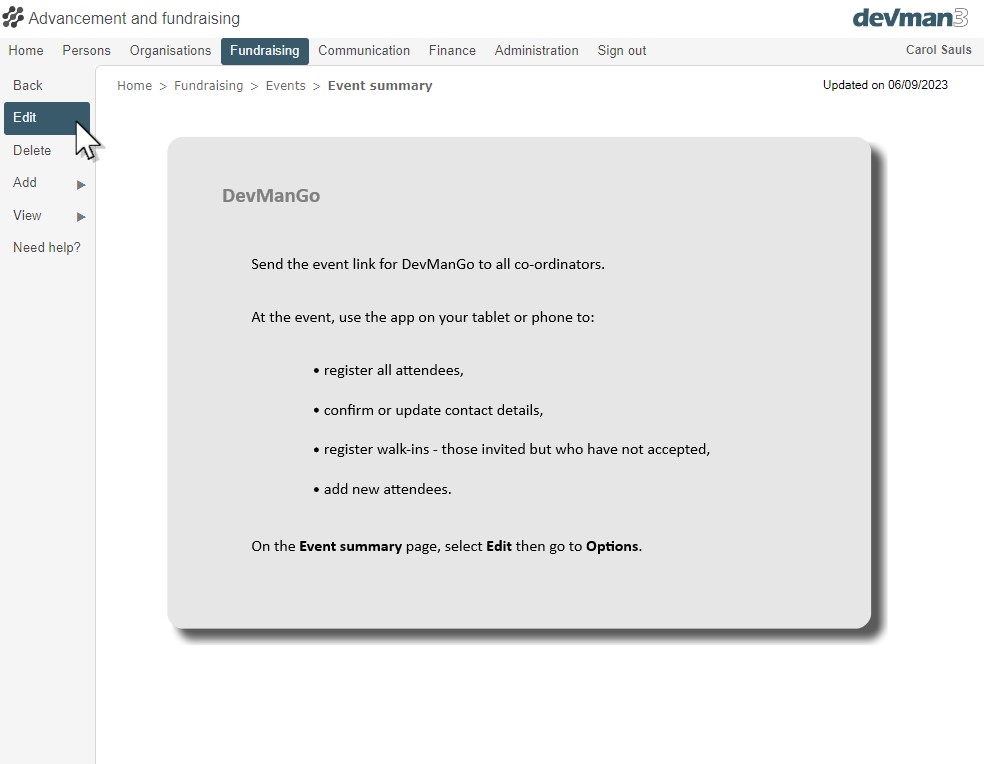 Advancement and fundraising
devman3
Home Persons Organisations Fundraising Communication Finance Administration Sign out Carol Sauls
Back
Home > Fundraising > Events > Event summary
Updated on 06/09/2023
Edit
Delete
Add
View
Need help?
DevManGo
Send the event link for DevManGo to all co-ordinators.
At the event, use the app on your tablet or phone to:
• register all attendees,
• confirm or update contact details,
• register walk-ins - those invited but who have not accepted,
• add new attendees.
On the Event summary page, select Edit then go to Options.